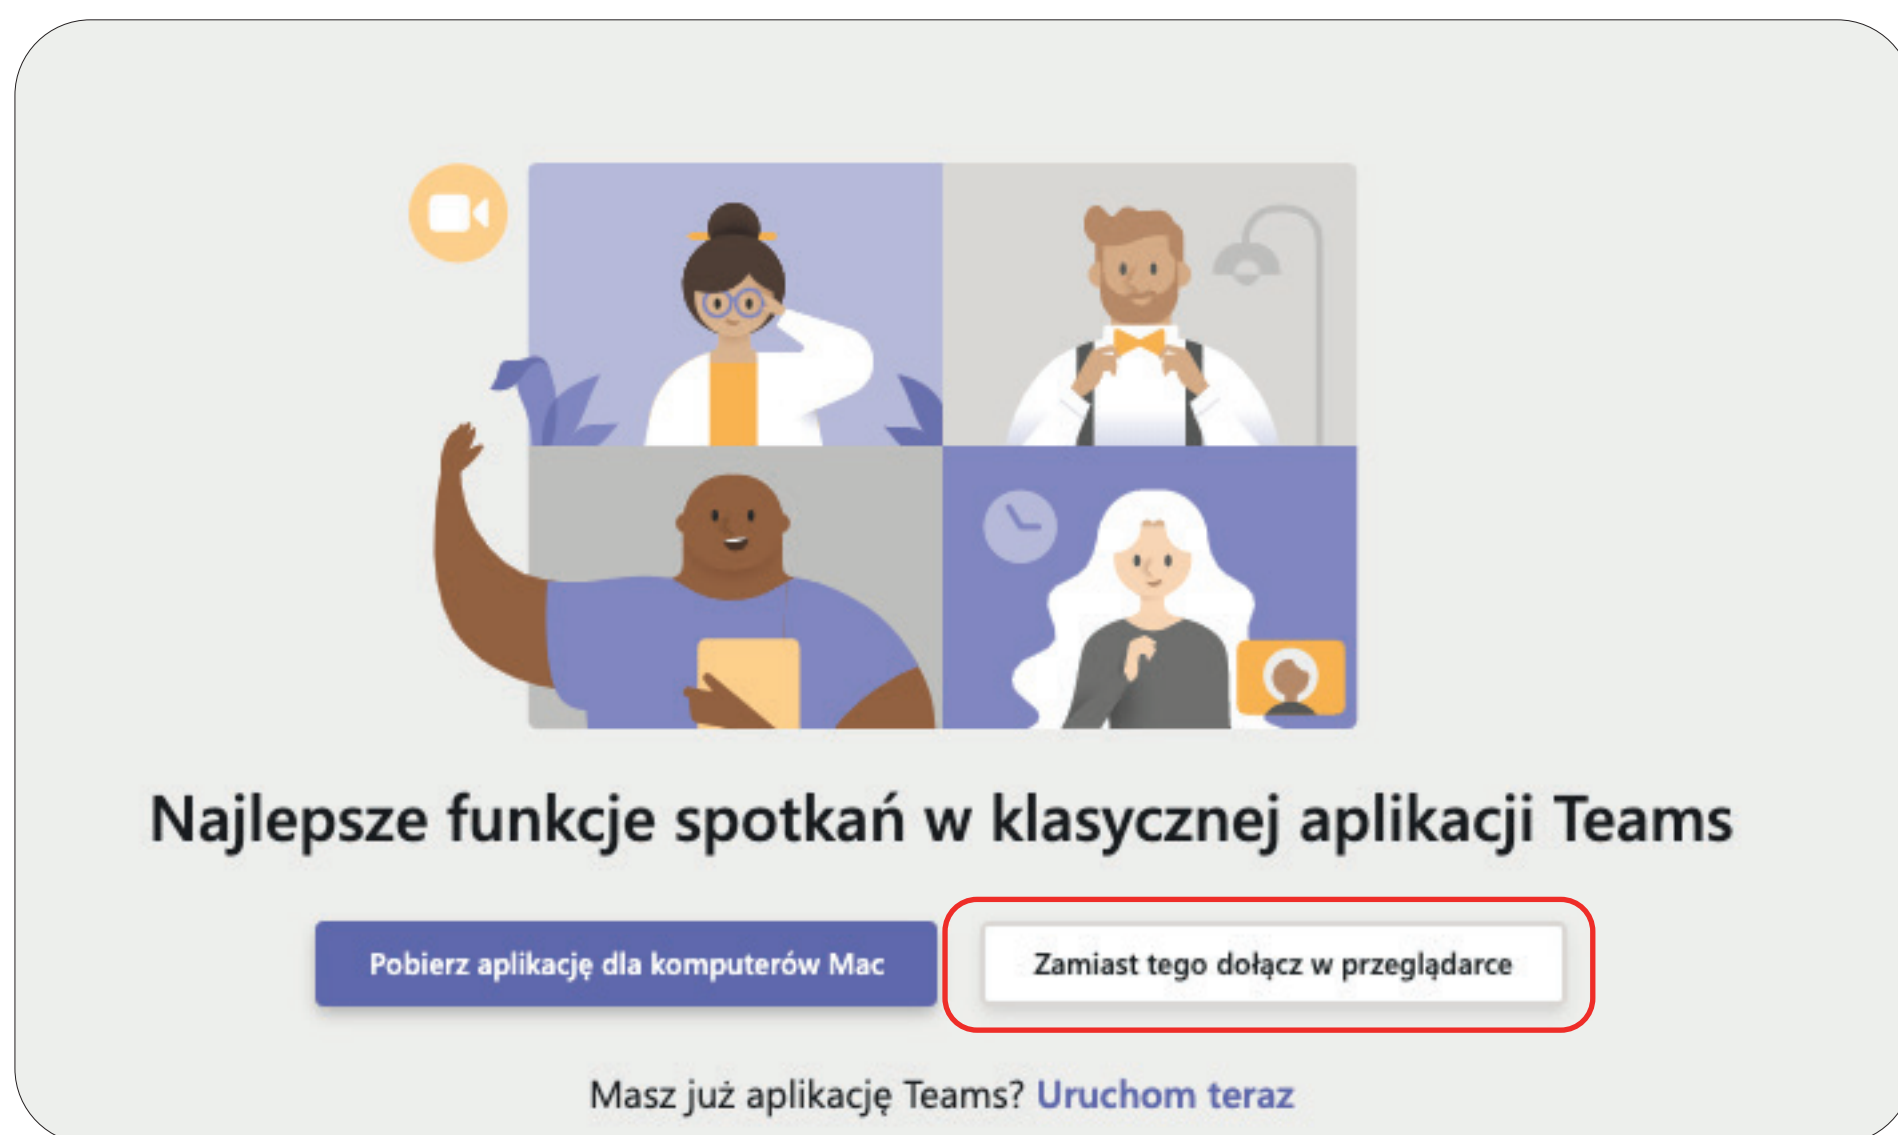 Najlepsze funkcje spotkań w klasycznej aplikacji Teams
Pobierz aplikację dla komputerów Mac
Zamiast tego dołącz w przeglądarce
Masz już aplikację Teams? Uruchom teraz